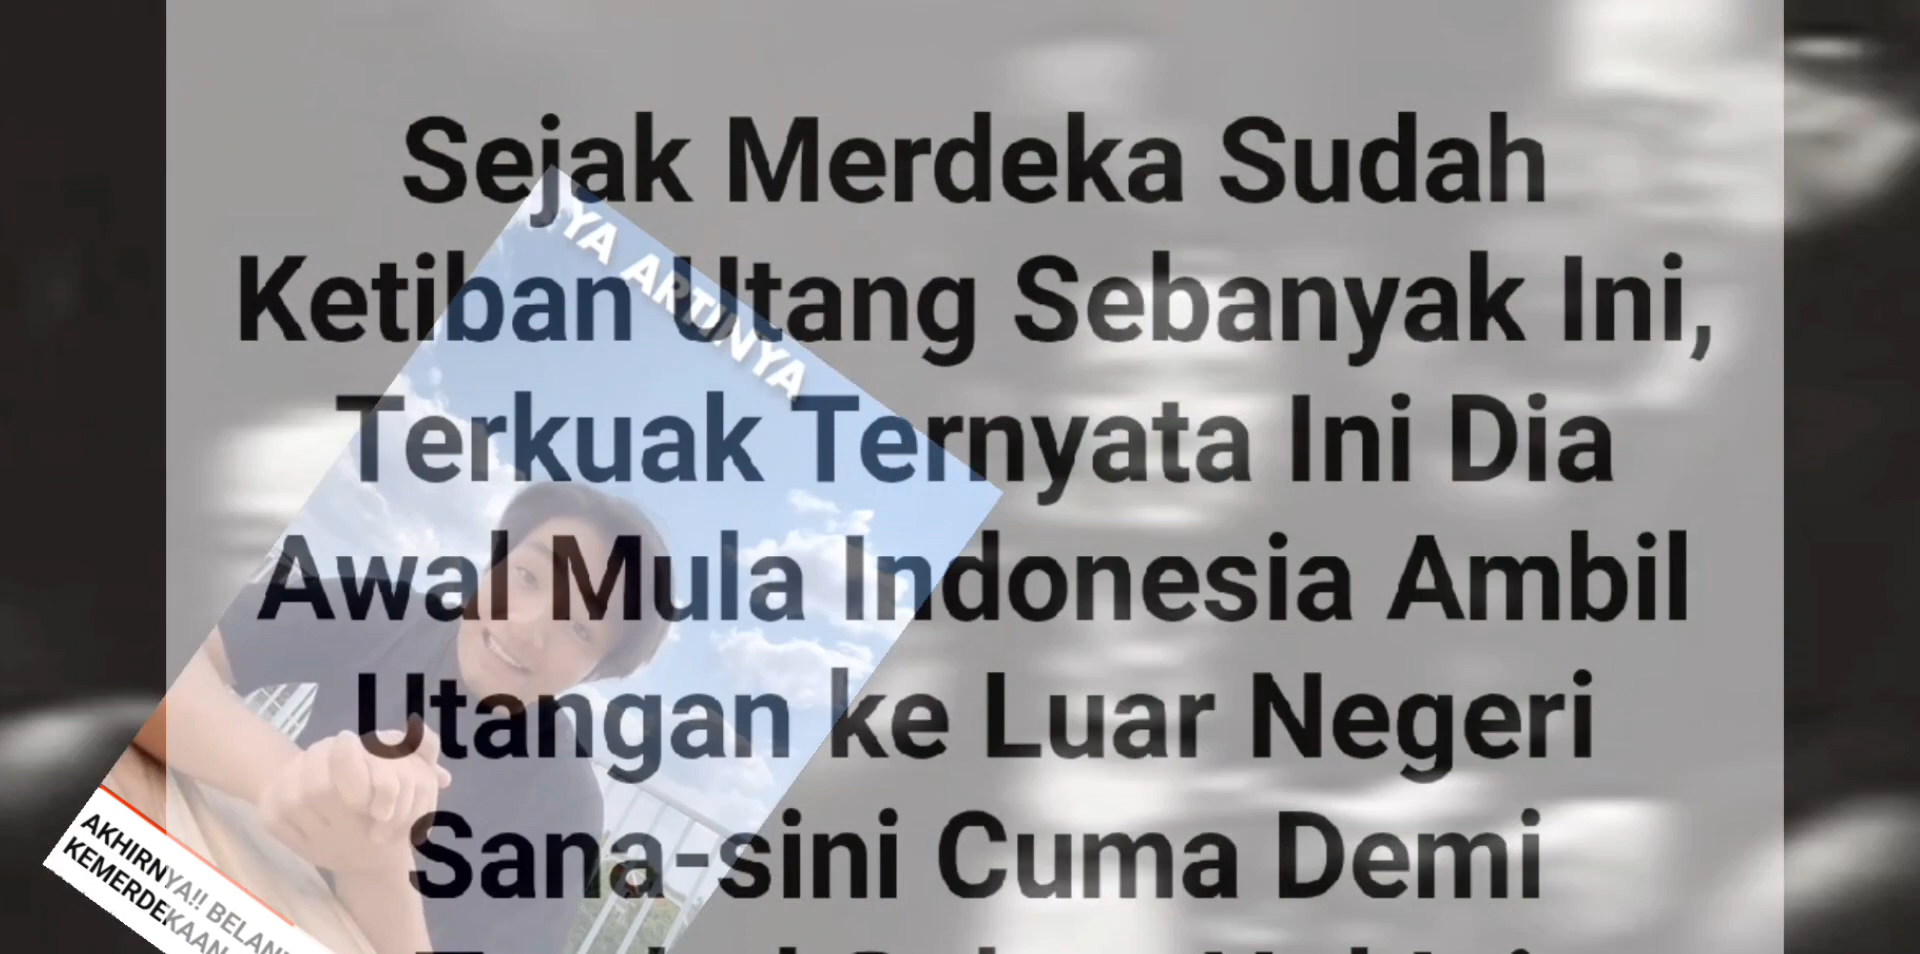 Sejak Merdeka Sudah
Ketiban Utang Sebanyak Ini,
Terkuak Ternyata Ini Dia
Awal Mula Indonesia Ambil
Utangan ke Luar Negeri
Sana-sini Cuma Demi
YA ARTINYA
AKHIRNYA!! BELAN
KEMERDEKAAN